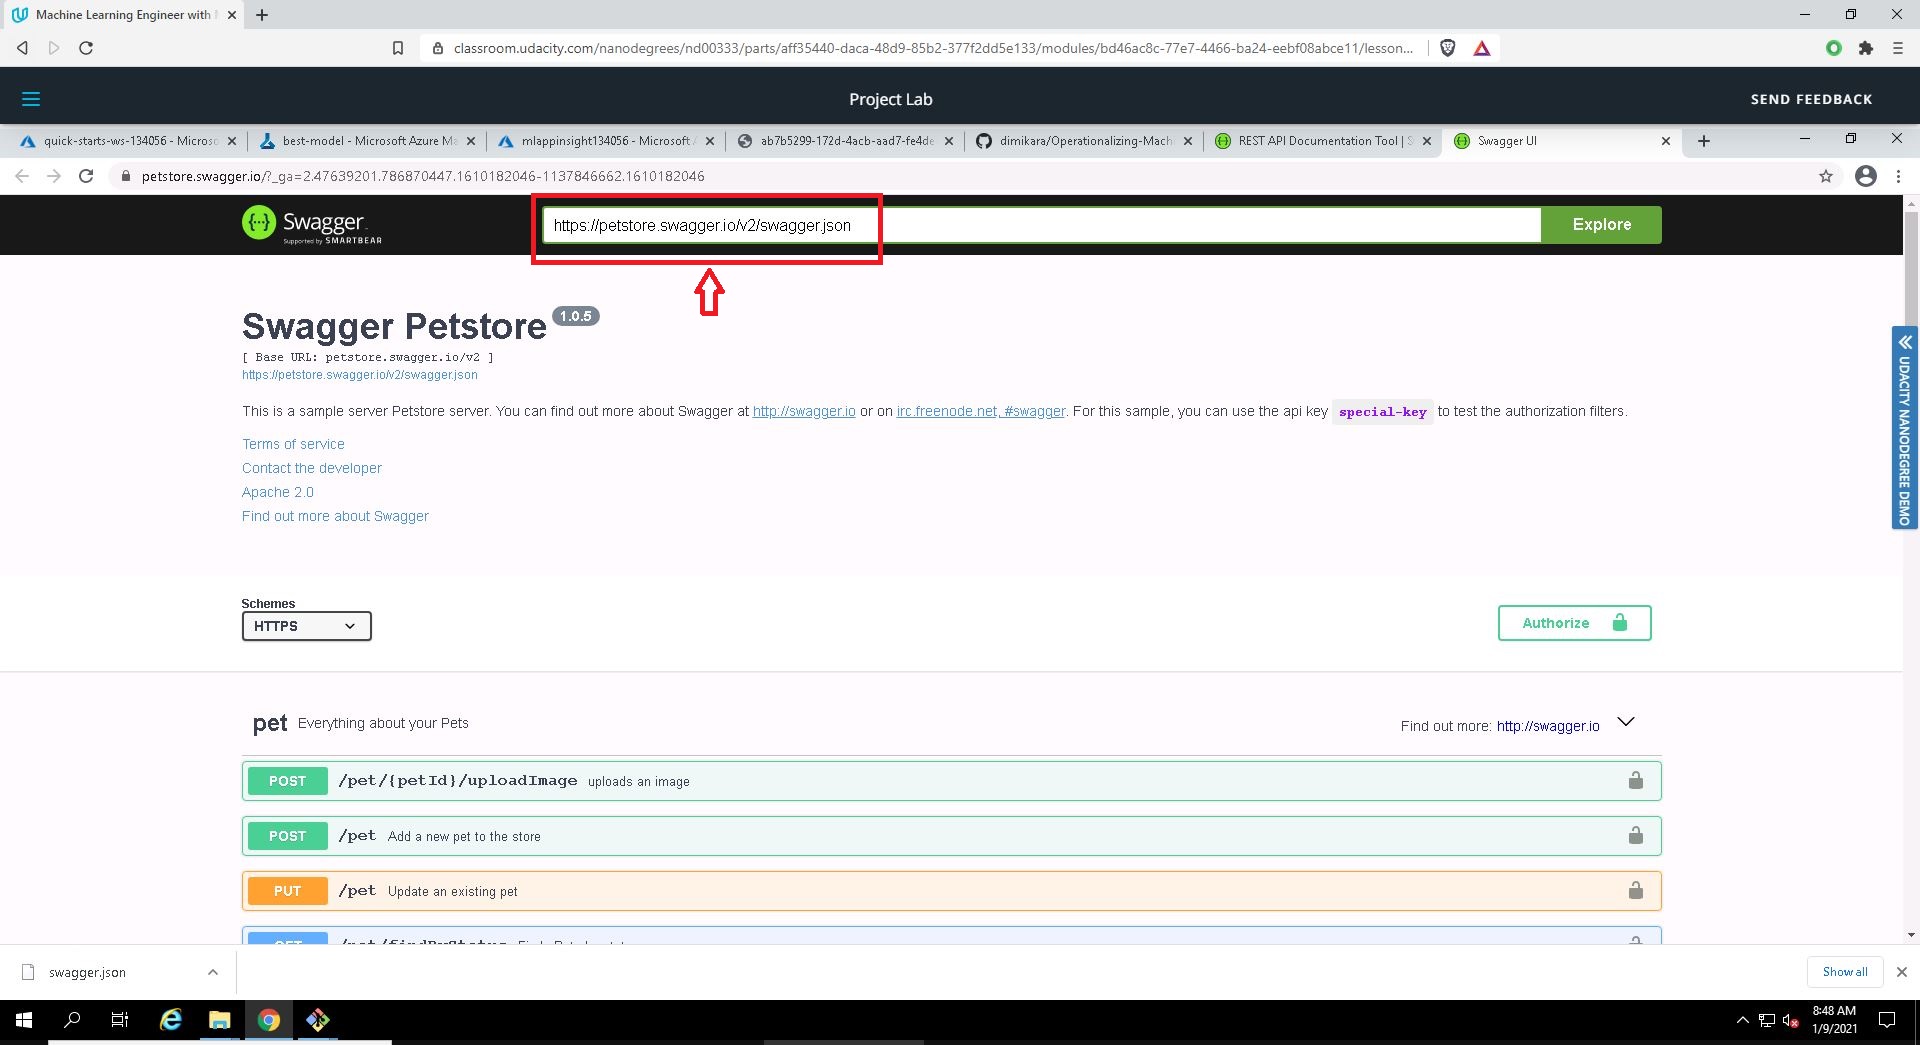 Machine Learning Engineer with
classroom.udacity.com/nanodegrees/nd00333/parts/aff35440-daca-48d9-85b2-377f2dd5e133/modules/bd46ac8c-77e7-4466-ba24-eebf08abce11/lesson...
Project Lab
SEND FEEDBACK
quick-starts-ws-134056 - Microso
best-model - Microsoft Azure Ma
mlappinsight134056 - Microsoft A
ab7b5299-172d-4acb-aad7-fe4de
dimikara/Operationalizing-Mach
REST API Documentation Tool | S
Swagger UI
petstore.swagger.io/?_ga=2.47639201.786870447.1610182046-1137846662.1610182046
Swagger
Supported by SMARTBEAR
https://petstore.swagger.io/v2/swagger.json
Explore
Swagger Petstore 1.0.5
[ Base URL: petstore.swagger.io/v2 ]
https://petstore.swagger.io/v2/swagger.json
This is a sample server Petstore server. You can find out more about Swagger at http://swagger.io or on irc.freenode.net, #swagger. For this sample, you can use the api key special-key to test the authorization filters.
Terms of service
Contact the developer
Apache 2.0
Find out more about Swagger
UDACITY NANODEGREE DEMO
Schemes
HTTPS
Authorize
pet Everything about your Pets
Find out more: http://swagger.io
POST /pet/{petId}/uploadImage uploads an image
POST /pet Add a new pet to the store
PUT /pet Update an existing pet
GET /pet/findByStatus
swagger.json
Show all
8:48 AM
1/9/2021